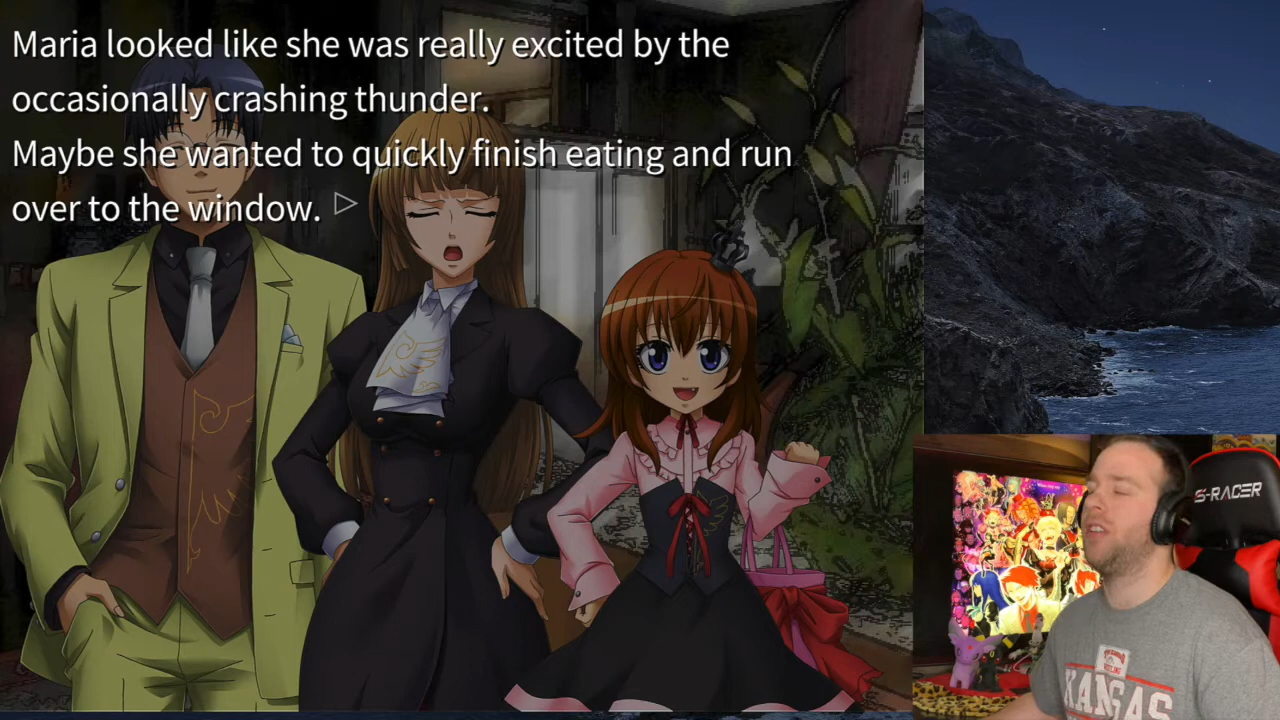 Maria looked like she was really excited by the
occasionally crashing thunder.
Maybe she wanted to quickly finish eating and run
over to the window.
S-RACER
KANSAS